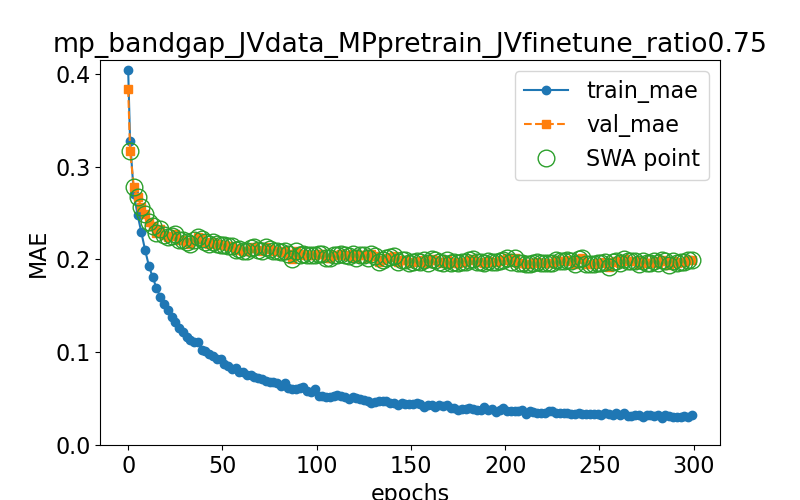 mp_bandgap_JVdata_MPpretrain_JVfinetune_ratio0.75
train_mae
val_mae
SWA point
MAE
0.4
0.3
0.2
0.1
0.0
0 50 100 150 200 250 300
epochs